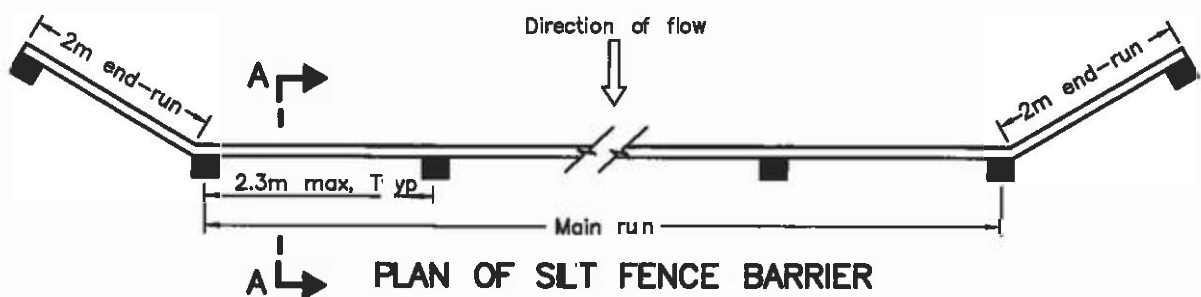 Direction of flow
2m end-run
2m end-run
A
2.3m max, Typ
Main run
A
PLAN OF SILT FENCE BARRIER